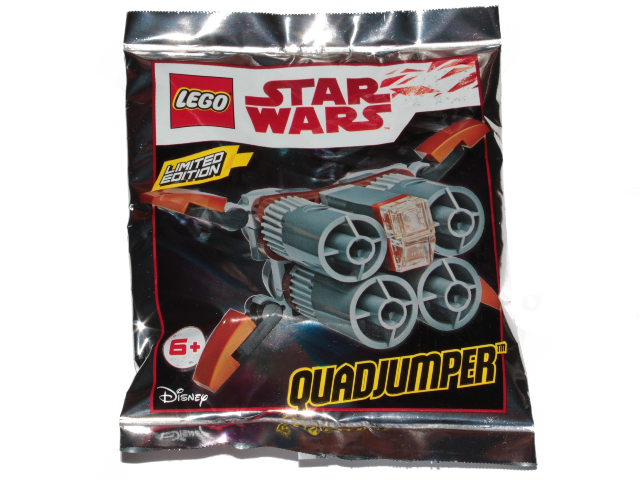 LEGO
STAR
WARS
LIMITED
EDITION
6+
Disney
QUADJUMPER™